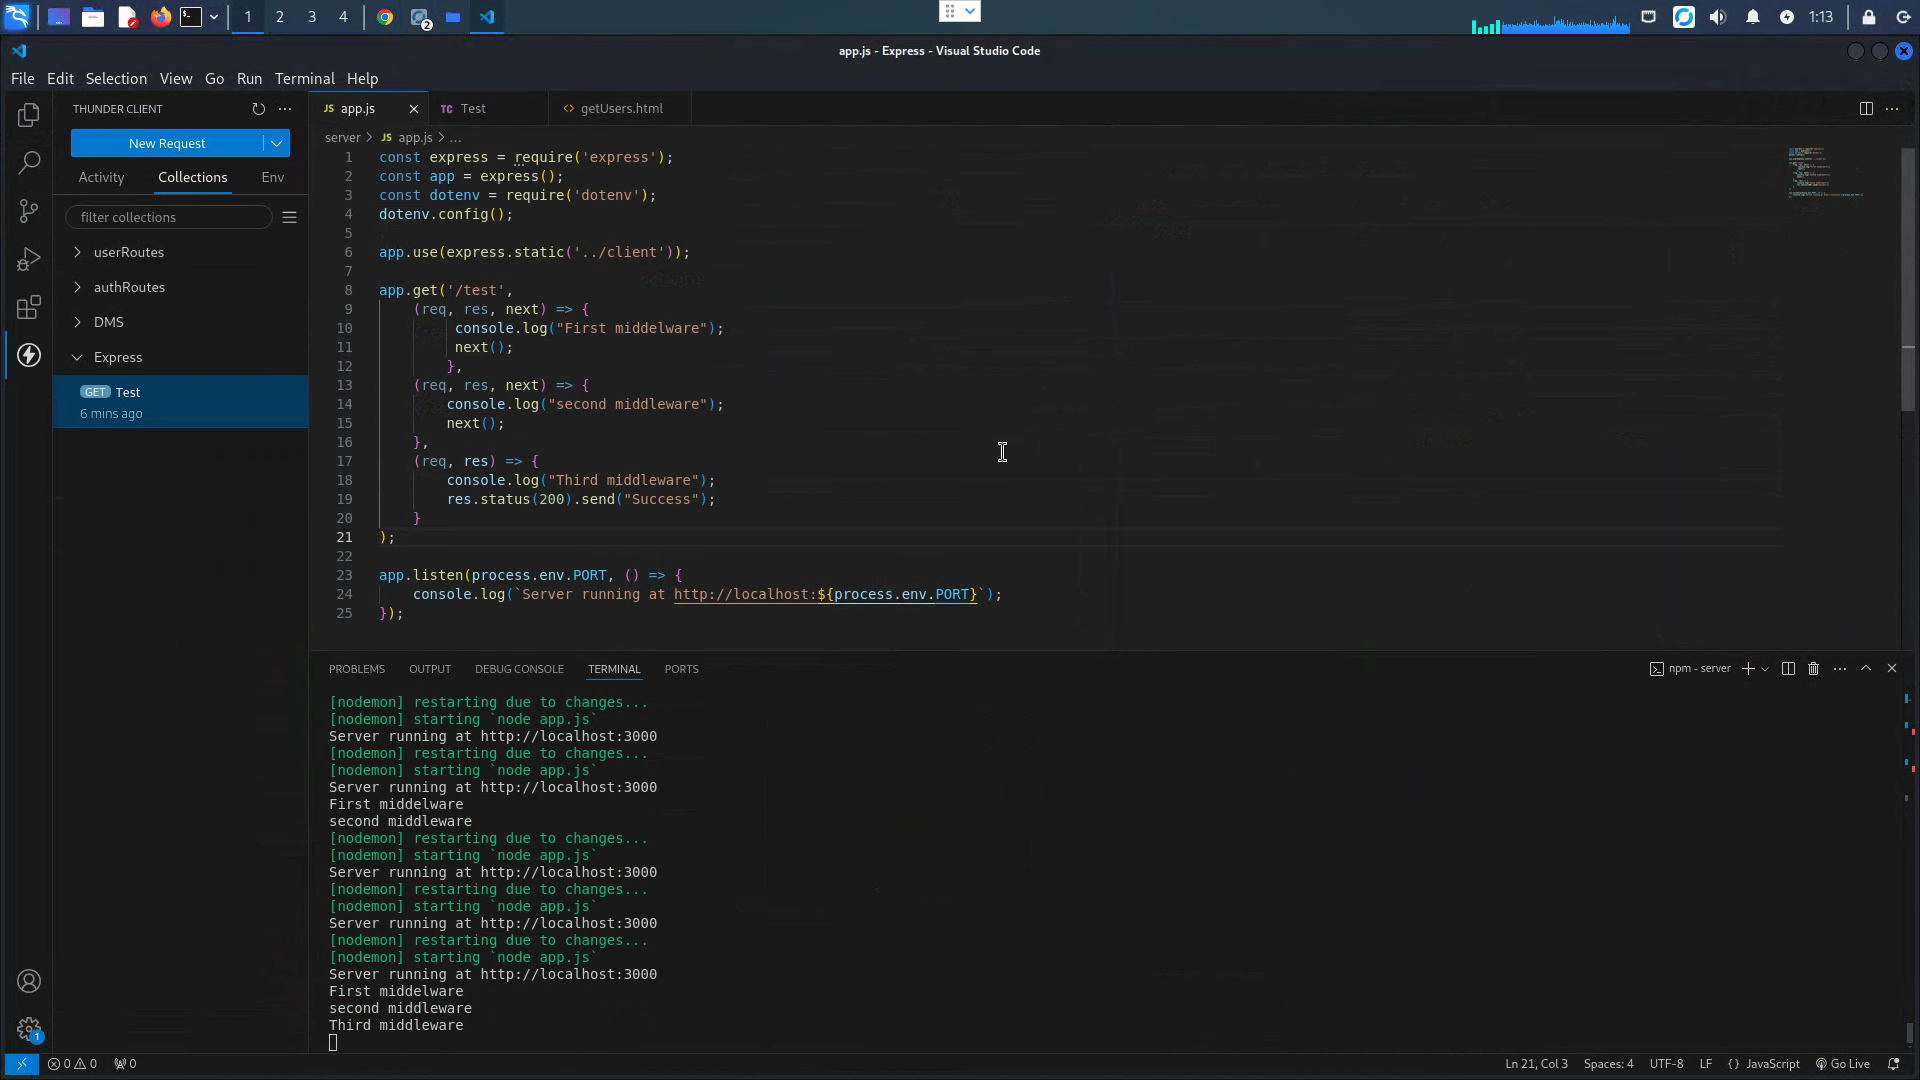 1 2 3 4
2
1:13
app.js - Express - Visual Studio Code
File Edit Selection View Go Run Terminal Help
THUNDER CLIENT
New Request
Activity Collections Env
filter collections
userRoutes
authRoutes
DMS
Express
GET Test
6 mins ago
1
JS app.js
TC Test
<> getUsers.html
server > JS app.js > ...
1 const express = require('express');
2 const app = express();
3 const dotenv = require('dotenv');
4 dotenv.config();
5
6 app.use(express.static('../client'));
7
8 app.get('/test',
9 (req, res, next) => {
10 console.log("First middelware");
11 next();
12 },
13 (req, res, next) => {
14 console.log("second middleware");
15 next();
16 },
17 (req, res) => {
18 console.log("Third middleware");
19 res.status(200).send("Success");
20 }
21 );
22
23 app.listen(process.env.PORT, () => {
24 console.log(`Server running at http://localhost:${process.env.PORT}`);
25 });
PROBLEMS OUTPUT DEBUG CONSOLE TERMINAL PORTS
npm - server
[nodemon] restarting due to changes...
[nodemon] starting `node app.js`
Server running at http://localhost:3000
[nodemon] restarting due to changes...
[nodemon] starting `node app.js`
Server running at http://localhost:3000
First middelware
second middleware
[nodemon] restarting due to changes...
[nodemon] starting `node app.js`
Server running at http://localhost:3000
[nodemon] restarting due to changes...
[nodemon] starting `node app.js`
Server running at http://localhost:3000
[nodemon] restarting due to changes...
[nodemon] starting `node app.js`
Server running at http://localhost:3000
First middelware
second middleware
Third middleware
0 0 0
Ln 21, Col 3 Spaces: 4 UTF-8 LF {} JavaScript Go Live